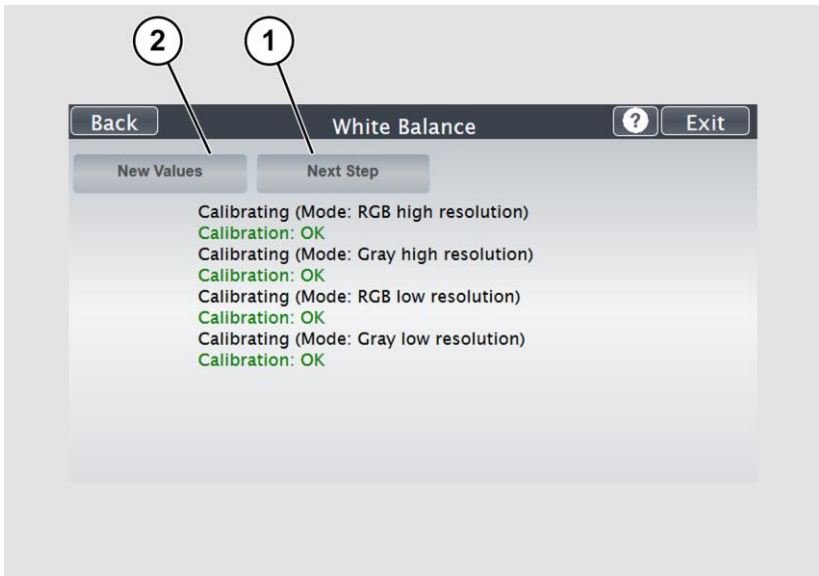 2 1
Back White Balance ? Exit
New Values Next Step
Calibrating (Mode: RGB high resolution)
Calibration: OK
Calibrating (Mode: Gray high resolution)
Calibration: OK
Calibrating (Mode: RGB low resolution)
Calibration: OK
Calibrating (Mode: Gray low resolution)
Calibration: OK